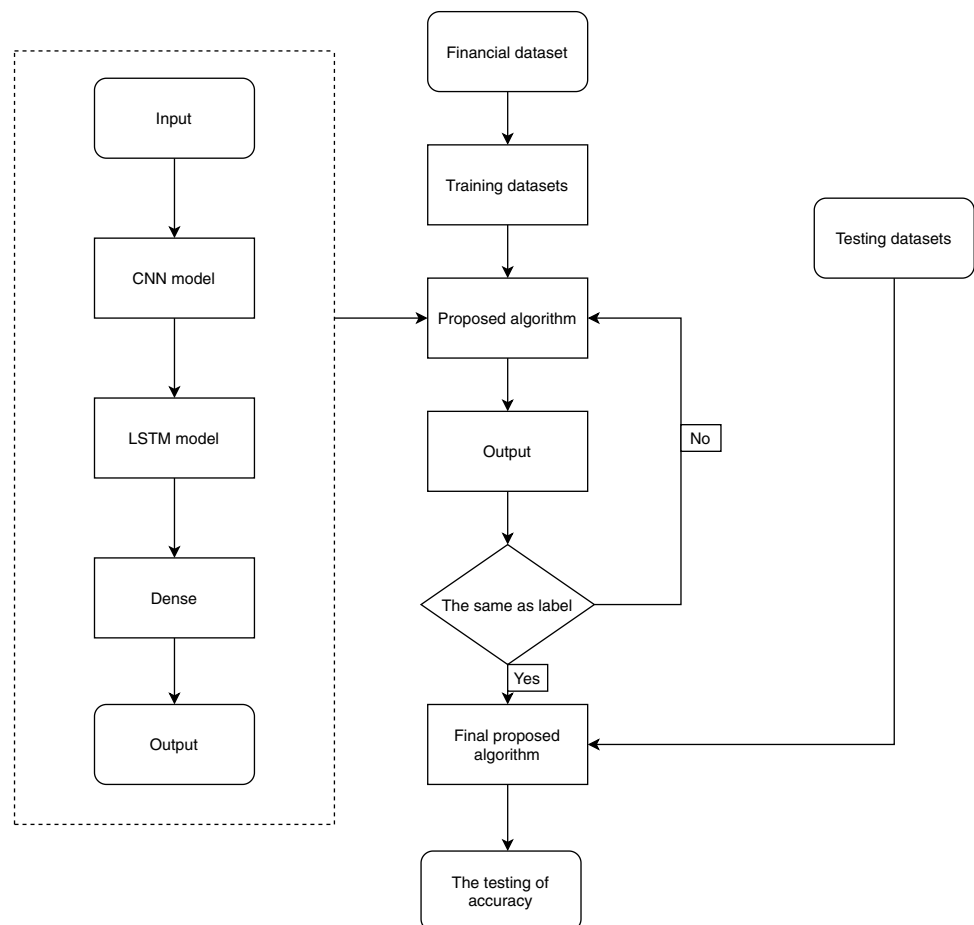 Input
CNN model
LSTM model
Dense
Output
Financial dataset
Training datasets
Proposed algorithm
Output
The same as label
No
Yes
Final proposed
algorithm
The testing of
accuracy
Testing datasets